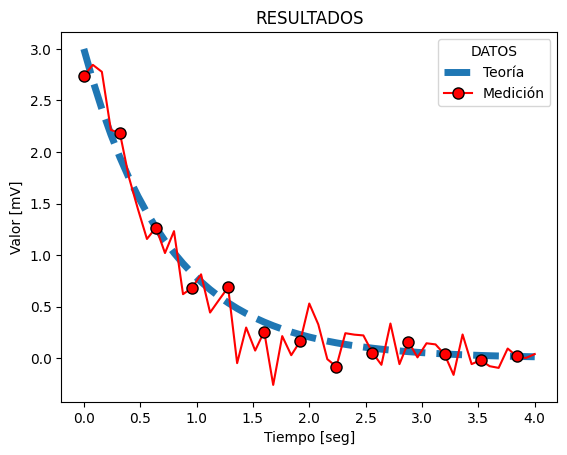 RESULTADOS
DATOS
Teoría
Medición
Valor [mV]
3.0
2.5
2.0
1.5
1.0
0.5
0.0
0.0 0.5 1.0 1.5 2.0 2.5 3.0 3.5 4.0
Tiempo [seg]